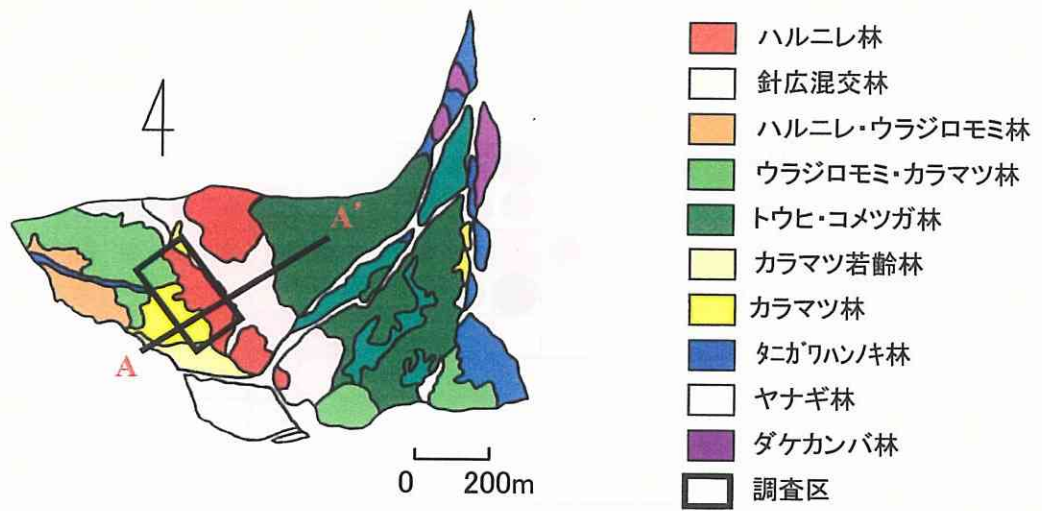 4
A
A'
0 200m
ハルニレ林
針広混交林
ハルニレ・ウラジロモミ林
ウラジロモミ・カラマツ林
トウヒ・コメツガ林
カラマツ若齢林
カラマツ林
タニガワハンノキ林
ヤナギ林
ダケカンバ林
調査区